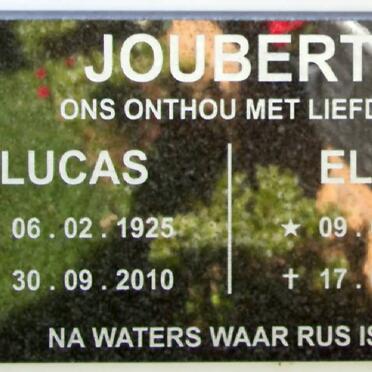 JOUBERT
ONS ONTHOU MET LIEFD
LUCAS EL
06 . 02 . 1925 ★ 09 .
30 . 09 . 2010 ✝ 17 .
NA WATERS WAAR RUS IS